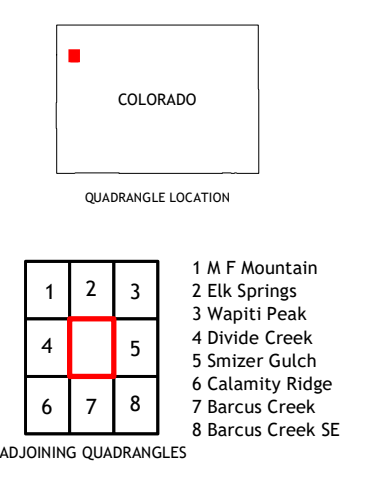 COLORADO
QUADRANGLE LOCATION
1 2 3
4 5
6 7 8
ADJOINING QUADRANGLES
1 M F Mountain
2 Elk Springs
3 Wapiti Peak
4 Divide Creek
5 Smizer Gulch
6 Calamity Ridge
7 Barcus Creek
8 Barcus Creek SE